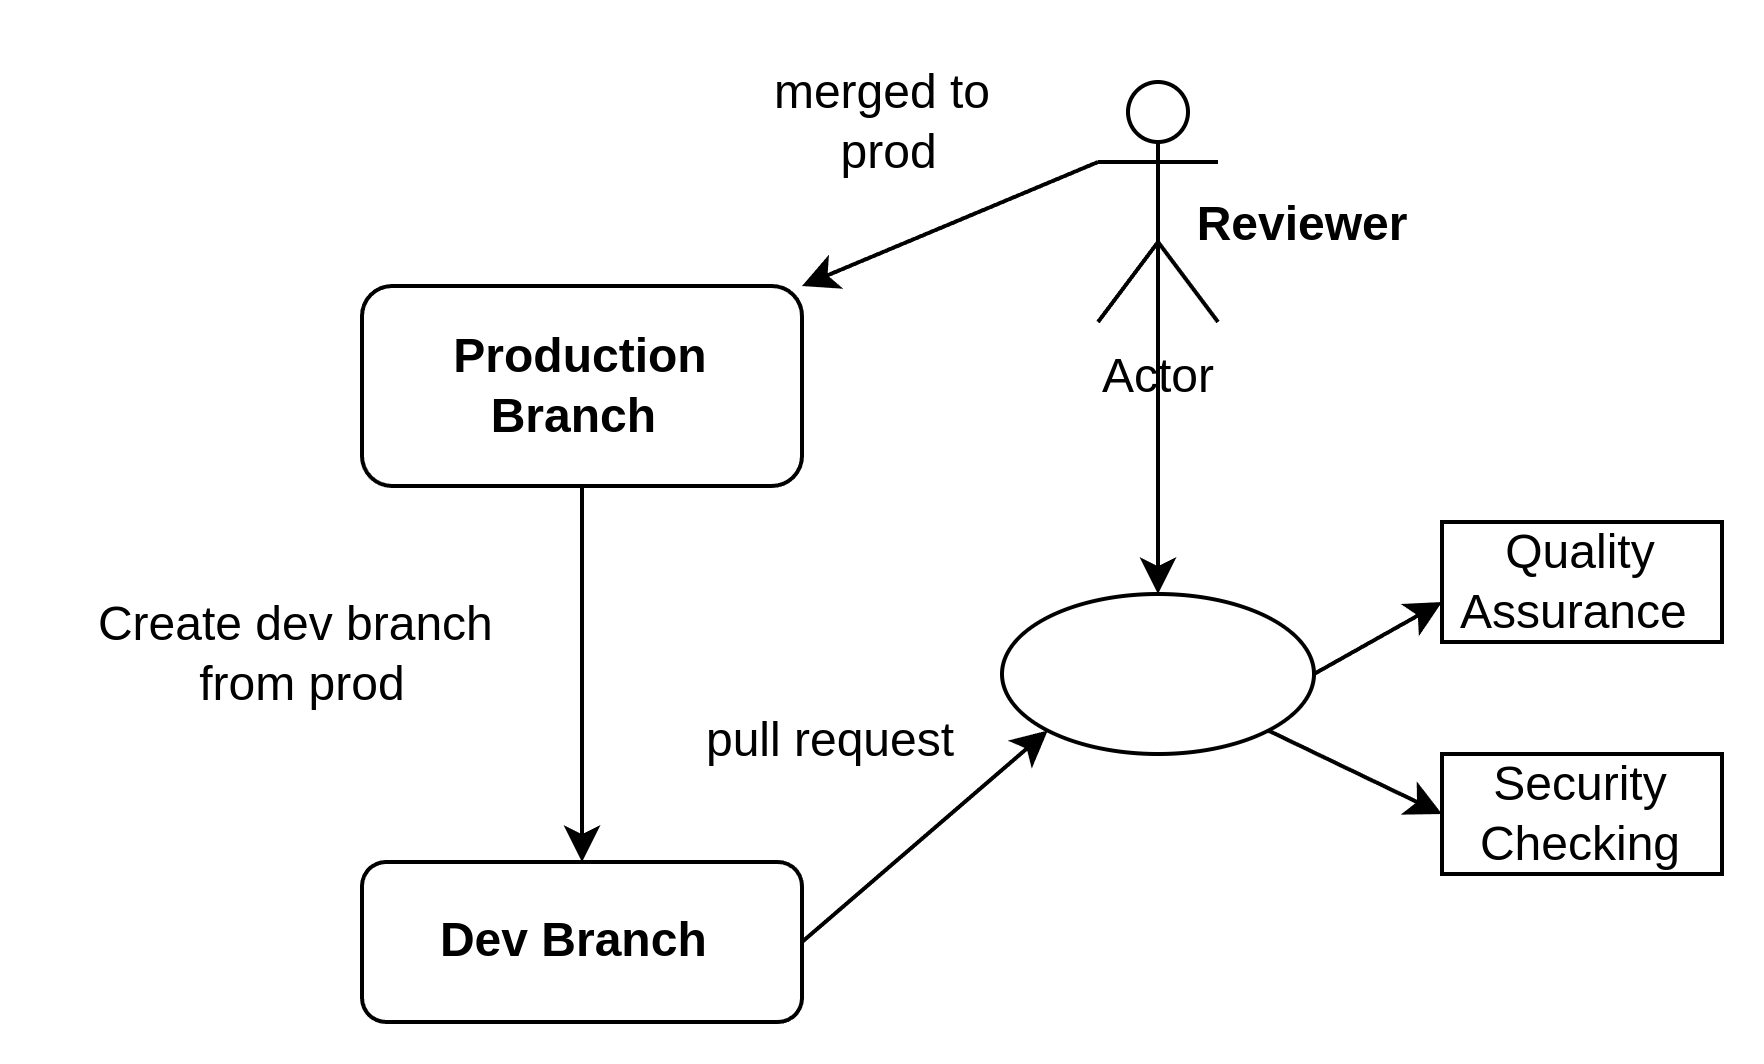 merged to
prod
Reviewer
Production
Branch
Actor
Quality
Assurance
Create dev branch
from prod
pull request
Security
Checking
Dev Branch